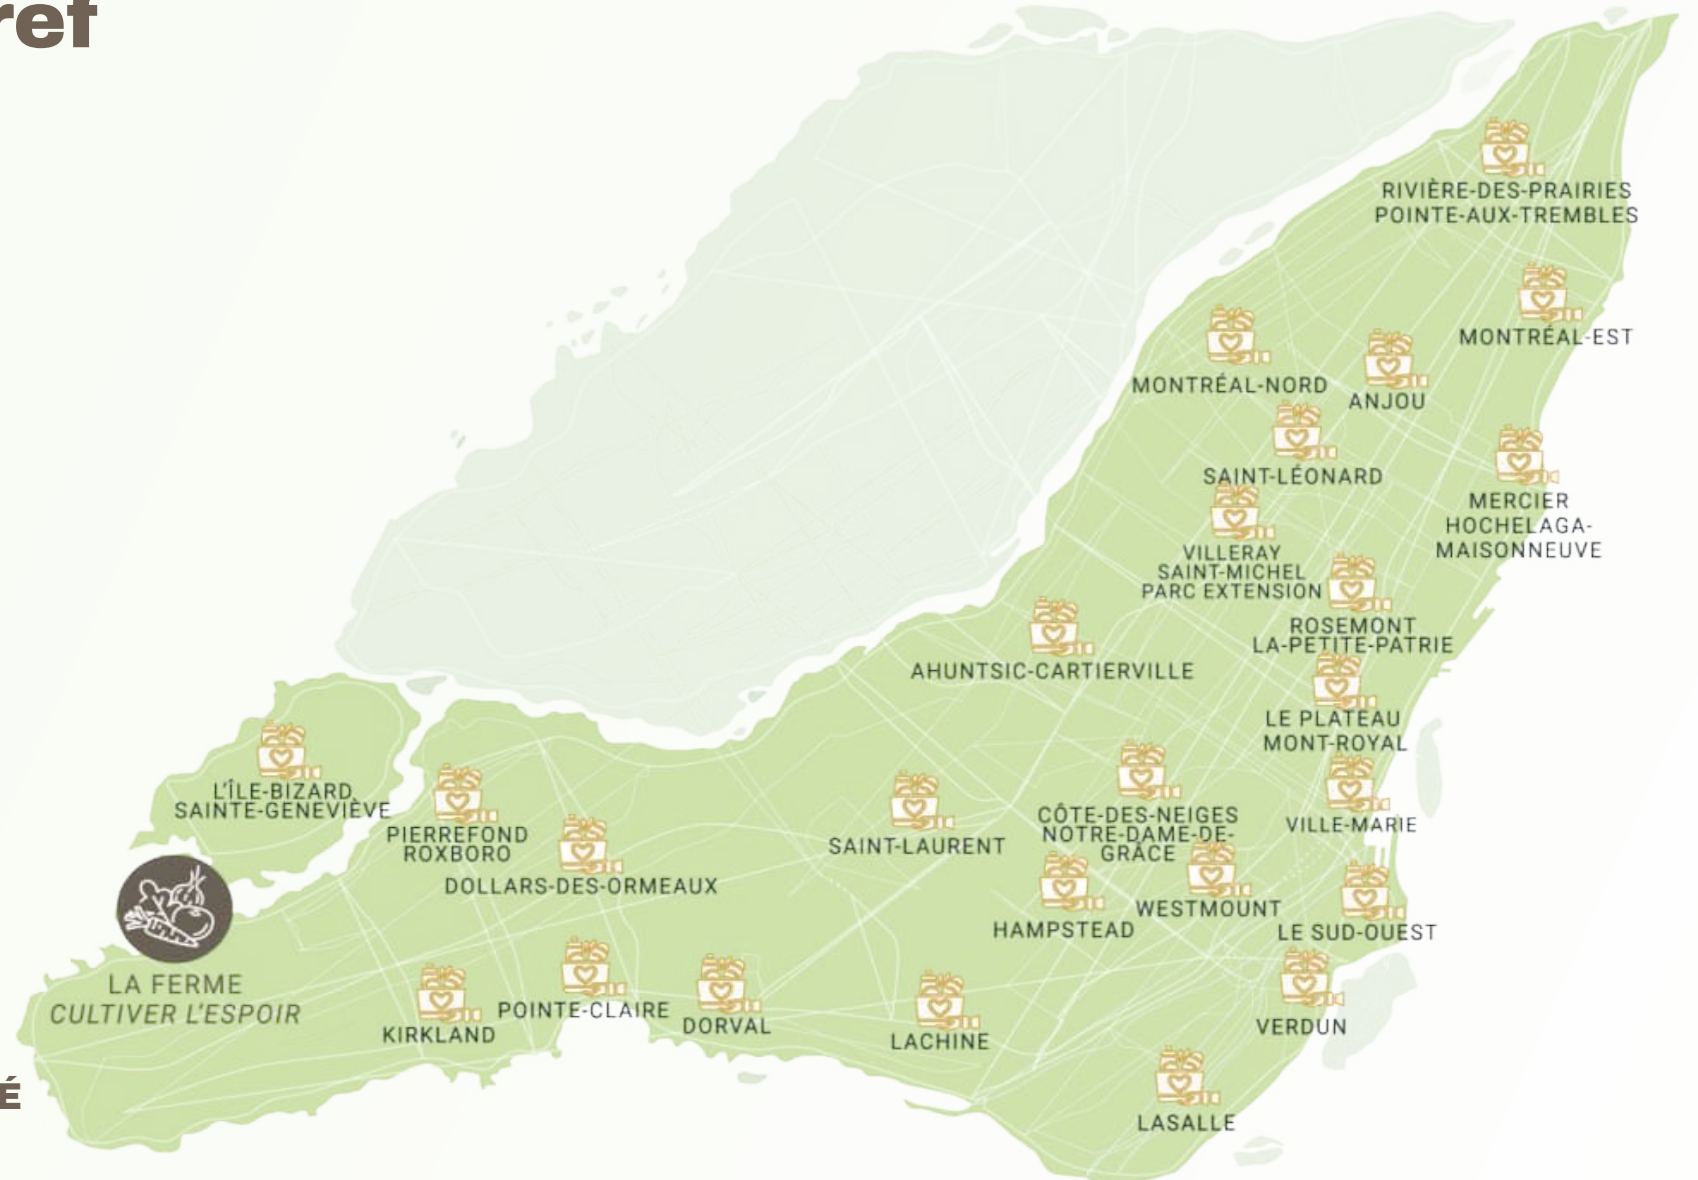 ref
RIVIÈRE-DES-PRAIRIES
POINTE-AUX-TREMBLES
MONTRÉAL-EST
MONTRÉAL-NORD
ANJOU
SAINT-LÉONARD
MERCIER
HOCHELAGA-
MAISONNEUVE
VILLERAY
SAINT-MICHEL
PARC EXTENSION
ROSEMONT
LA-PETITE-PATRIE
AHUNTSIC-CARTIERVILLE
LE PLATEAU
MONT-ROYAL
L'ÎLE-BIZARD
SAINTE-GENEVIÈVE
PIERREFOND
ROXBORO
DOLLARS-DES-ORMEAUX
SAINT-LAURENT
CÔTE-DES-NEIGES
NOTRE-DAME-DE-
GRÂCE
VILLE-MARIE
HAMPSTEAD
WESTMOUNT
LE SUD-OUEST
LA FERME
CULTIVER L'ESPOIR
KIRKLAND
POINTE-CLAIRE
DORVAL
LACHINE
VERDUN
LASALLE
É